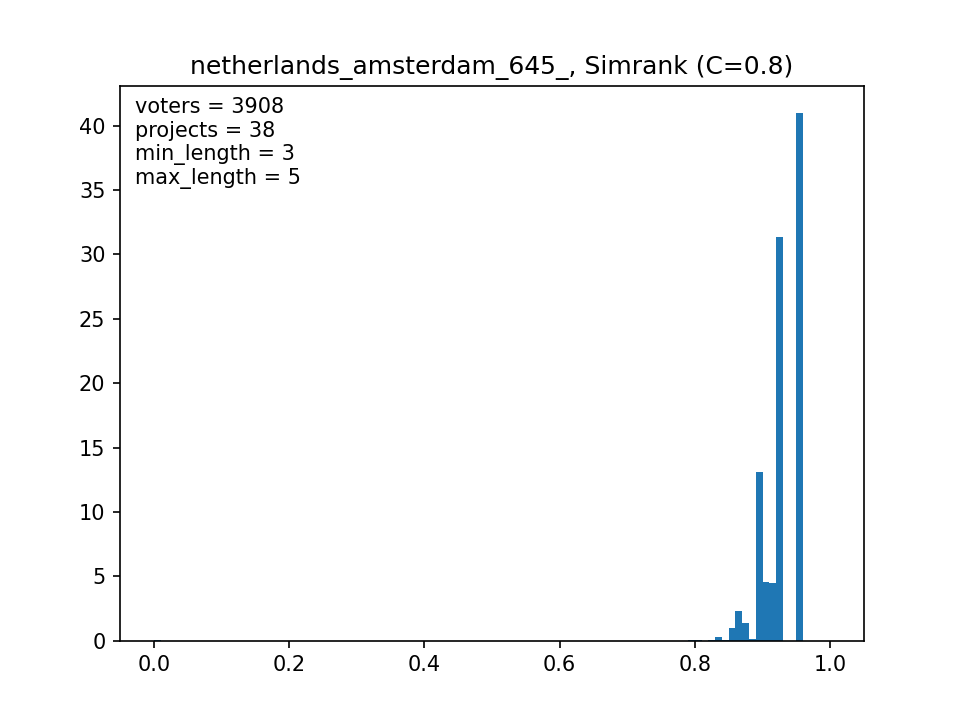 netherlands_amsterdam_645_, Simrank (C=0.8)
voters = 3908
projects = 38
min_length = 3
max_length = 5
40
35
30
25
20
15
10
5
0
0.0 0.2 0.4 0.6 0.8 1.0